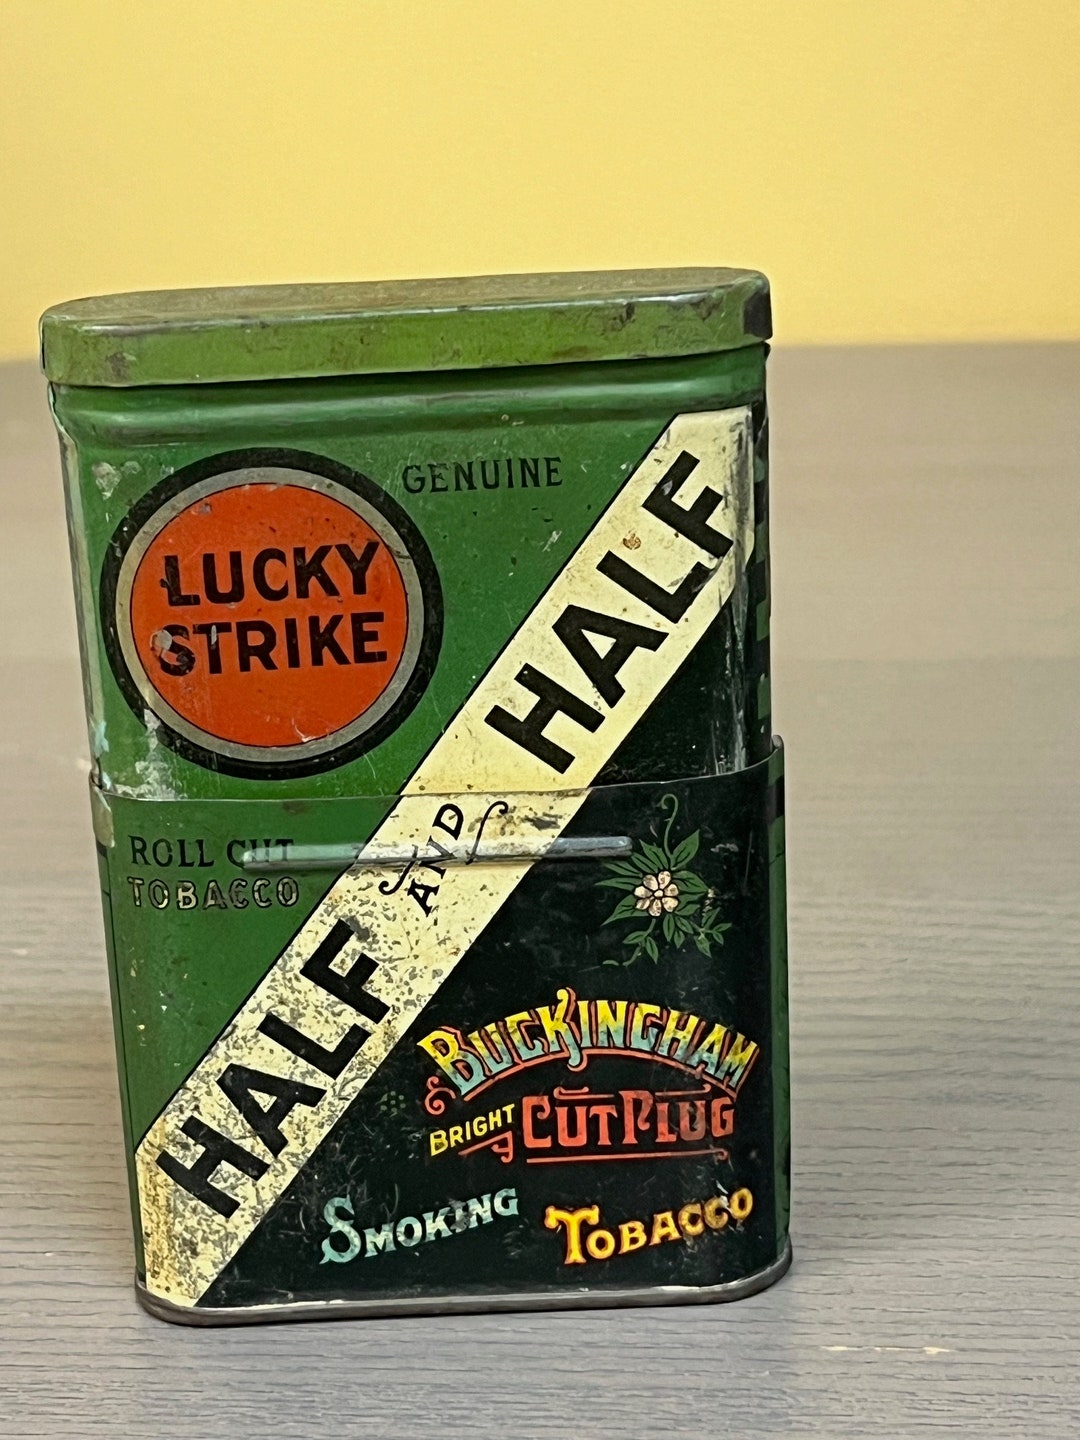 GENUINE
LUCKY
STRIKE
HALF AND HALF
ROLL CUT
TOBACCO
BUCKINGHAM
BRIGHT CUT PLUG
SMOKING TOBACCO